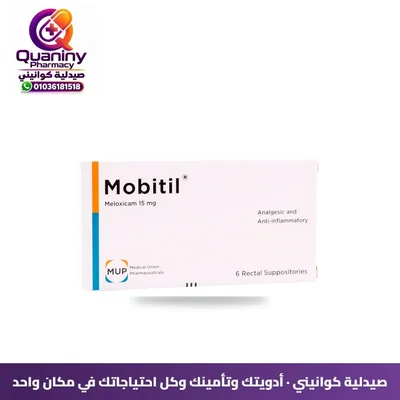 Quaniny
Pharmacy
صيدلية كوانيني
01036181518
Mobitil®
Meloxicam 15 mg
Analgesic and
Anti-inflammatory
MUP
Medical Union
Pharmaceuticals
6 Rectal Suppositories
صيدلية كوانيني - أدويتك وتأمينك وكل احتياجاتك في مكان واحد